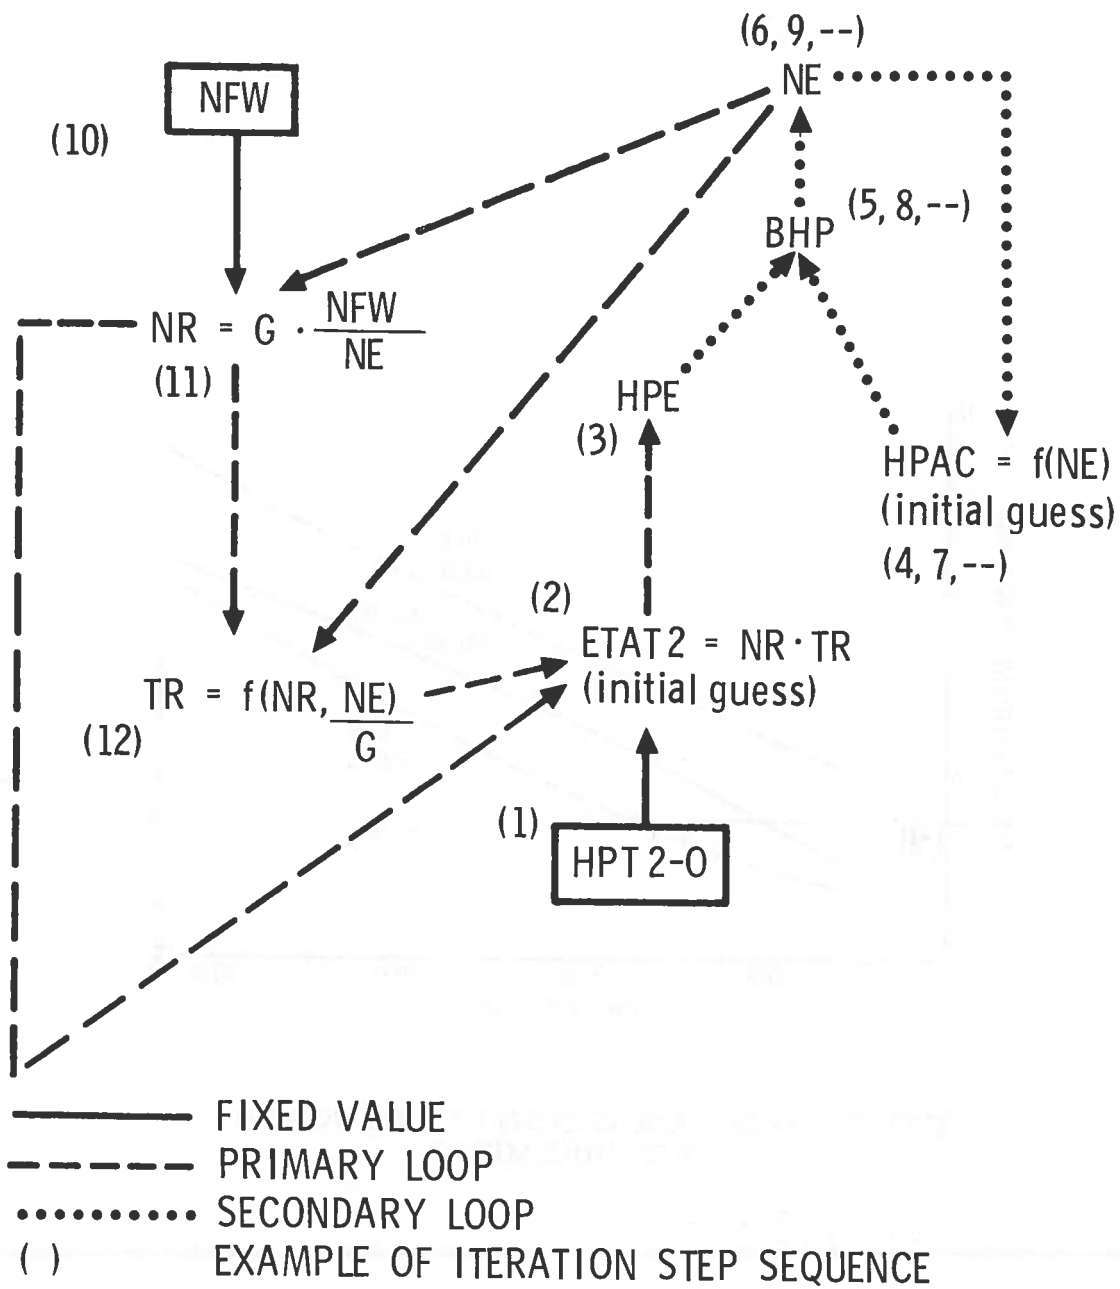 (6, 9, --)
NE
NFW
(10)
(5, 8, --)
BHP
NR = G · NFW
NE
(11)
HPE
(3)
HPAC = f(NE)
(initial guess)
(4, 7, --)
(2)
ETAT 2 = NR · TR
(initial guess)
TR = f(NR, NE)
G
(12)
(1)
HPT 2-O
FIXED VALUE
PRIMARY LOOP
SECONDARY LOOP
( ) EXAMPLE OF ITERATION STEP SEQUENCE